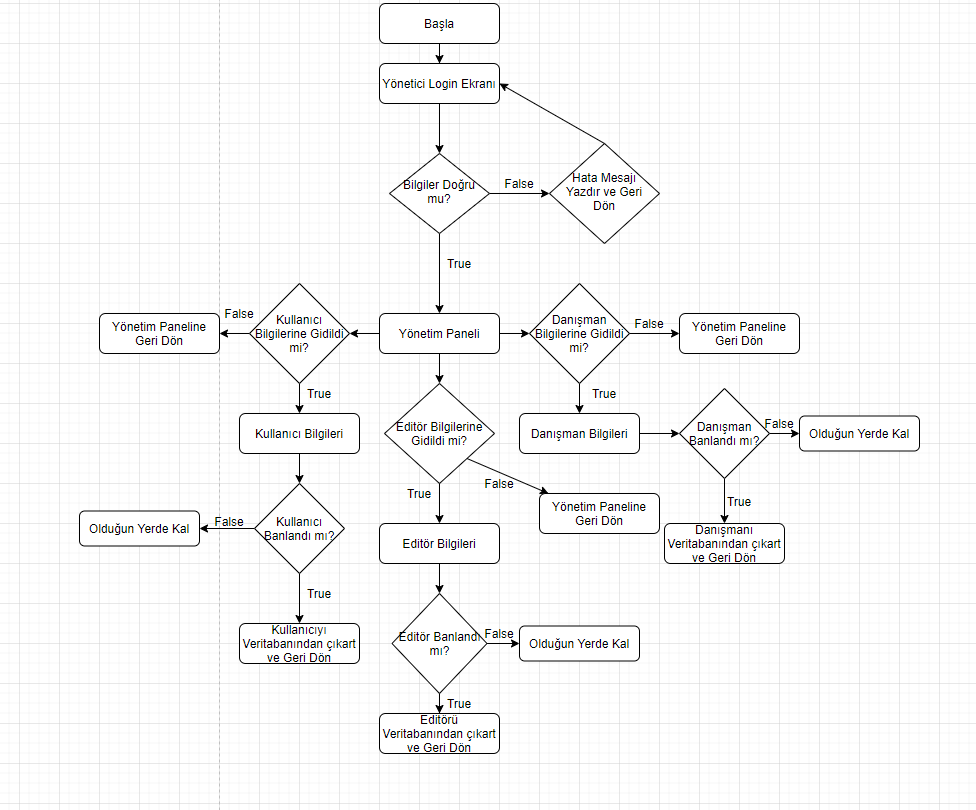 Başla
Yönetici Login Ekranı
Bilgiler Doğru
mu?
False
Hata Mesajı
Yazdır ve Geri
Dön
True
Yönetim Paneline
Geri Dön
False
Kullanıcı
Bilgilerine Gidildi
mi?
Yönetim Paneli
Danışman
Bilgilerine Gidildi
mi?
False
Yönetim Paneline
Geri Dön
True
True
Kullanıcı Bilgileri
Editör Bilgilerine
Gidildi mi?
Danışman Bilgileri
Danışman
Banlandı mı?
False
Olduğun Yerde Kal
True
False
Yönetim Paneline
Geri Dön
True
Olduğun Yerde Kal
False
Kullanıcı
Banlandı mı?
Editör Bilgileri
Danışmanı
Veritabanından çıkart
ve Geri Dön
True
Kullanıcıyı
Veritabanından çıkart
ve Geri Dön
Editör Banlandı
mı?
False
Olduğun Yerde Kal
True
Editörü
Veritabanından çıkart
ve Geri Dön